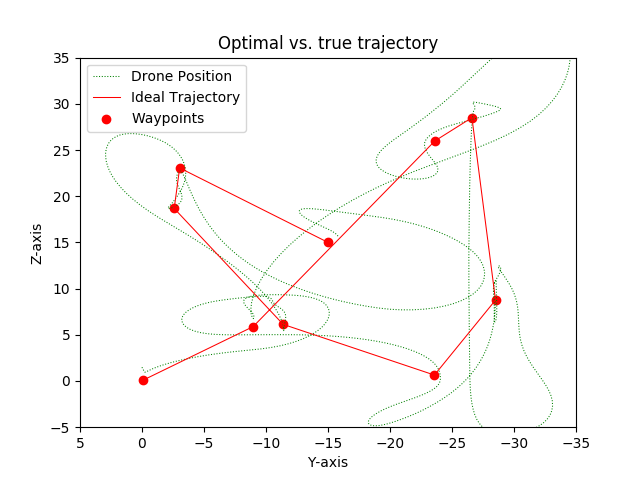 Optimal vs. true trajectory
Drone Position
Ideal Trajectory
Waypoints
35
30
25
20
15
10
5
0
−5
Z-axis
5 0 −5 −10 −15 −20 −25 −30 −35
Y-axis